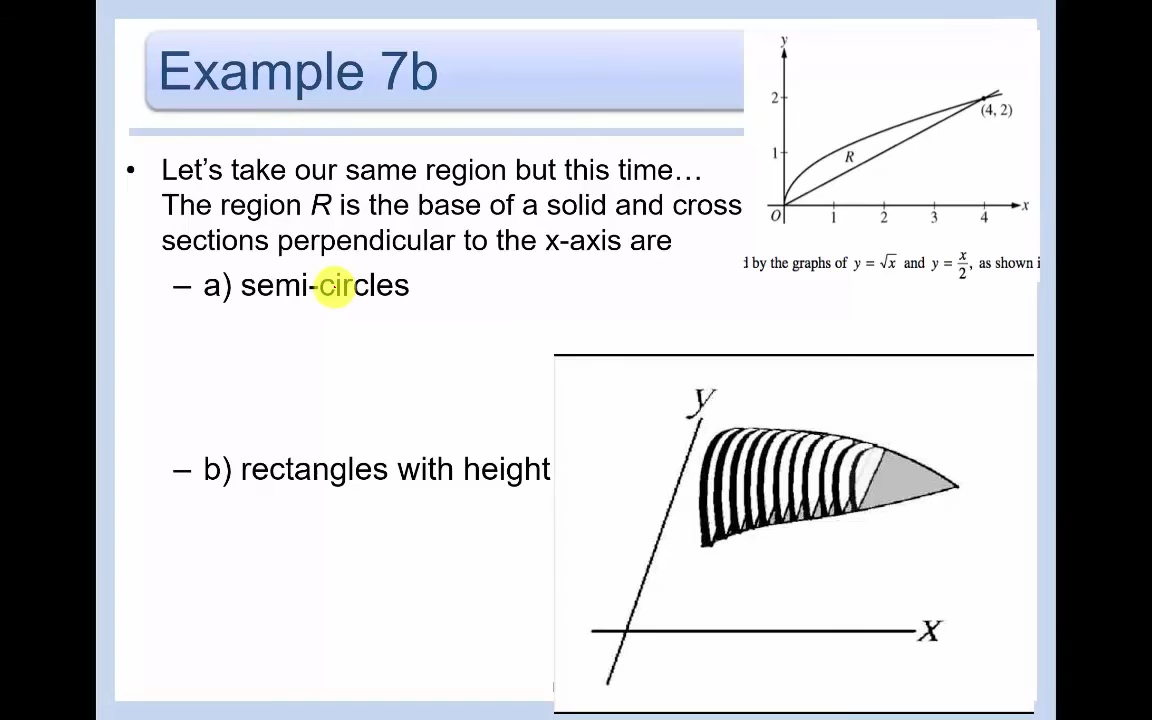 Example 7b
• Let's take our same region but this time…
The region R is the base of a solid and cross
sections perpendicular to the x-axis are
– a) semi-circles
– b) rectangles with height
y
2
1
R
(4, 2)
O
1 2 3 4
x
d by the graphs of y = √x and y = x/2, as shown i
y
x